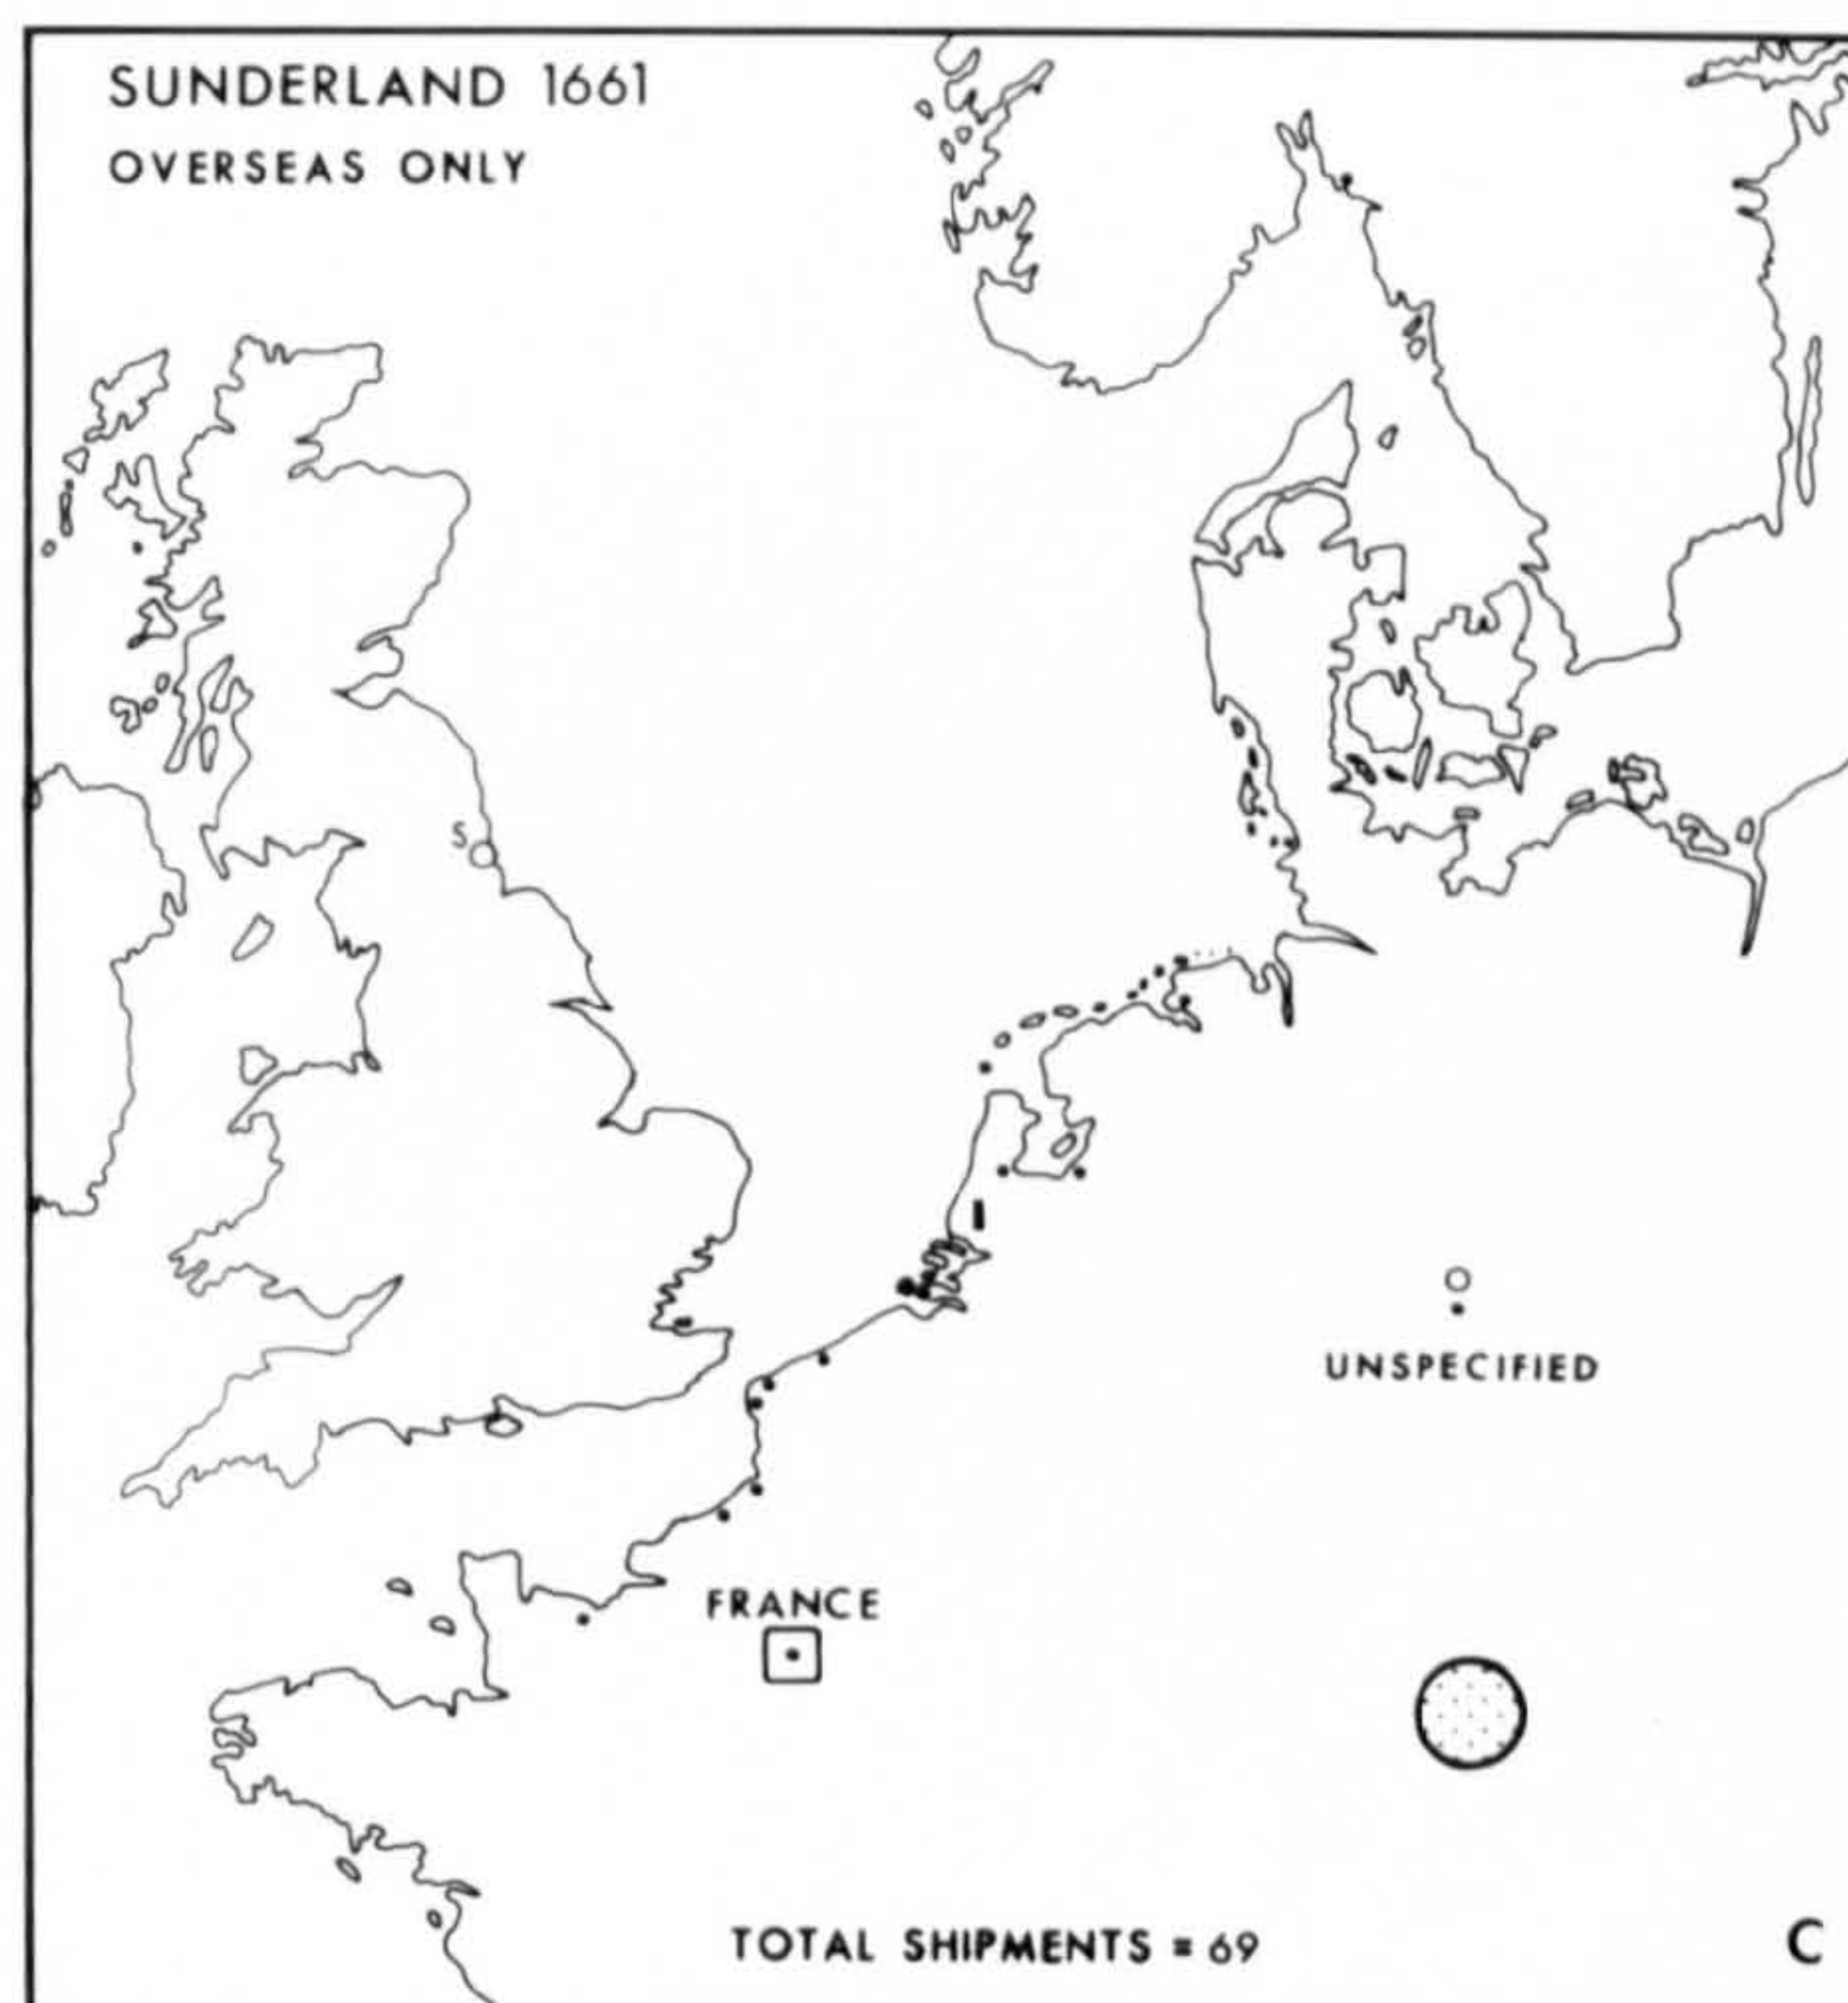 SUNDERLAND 1661
OVERSEAS ONLY
S
UNSPECIFIED
FRANCE
TOTAL SHIPMENTS = 69
C